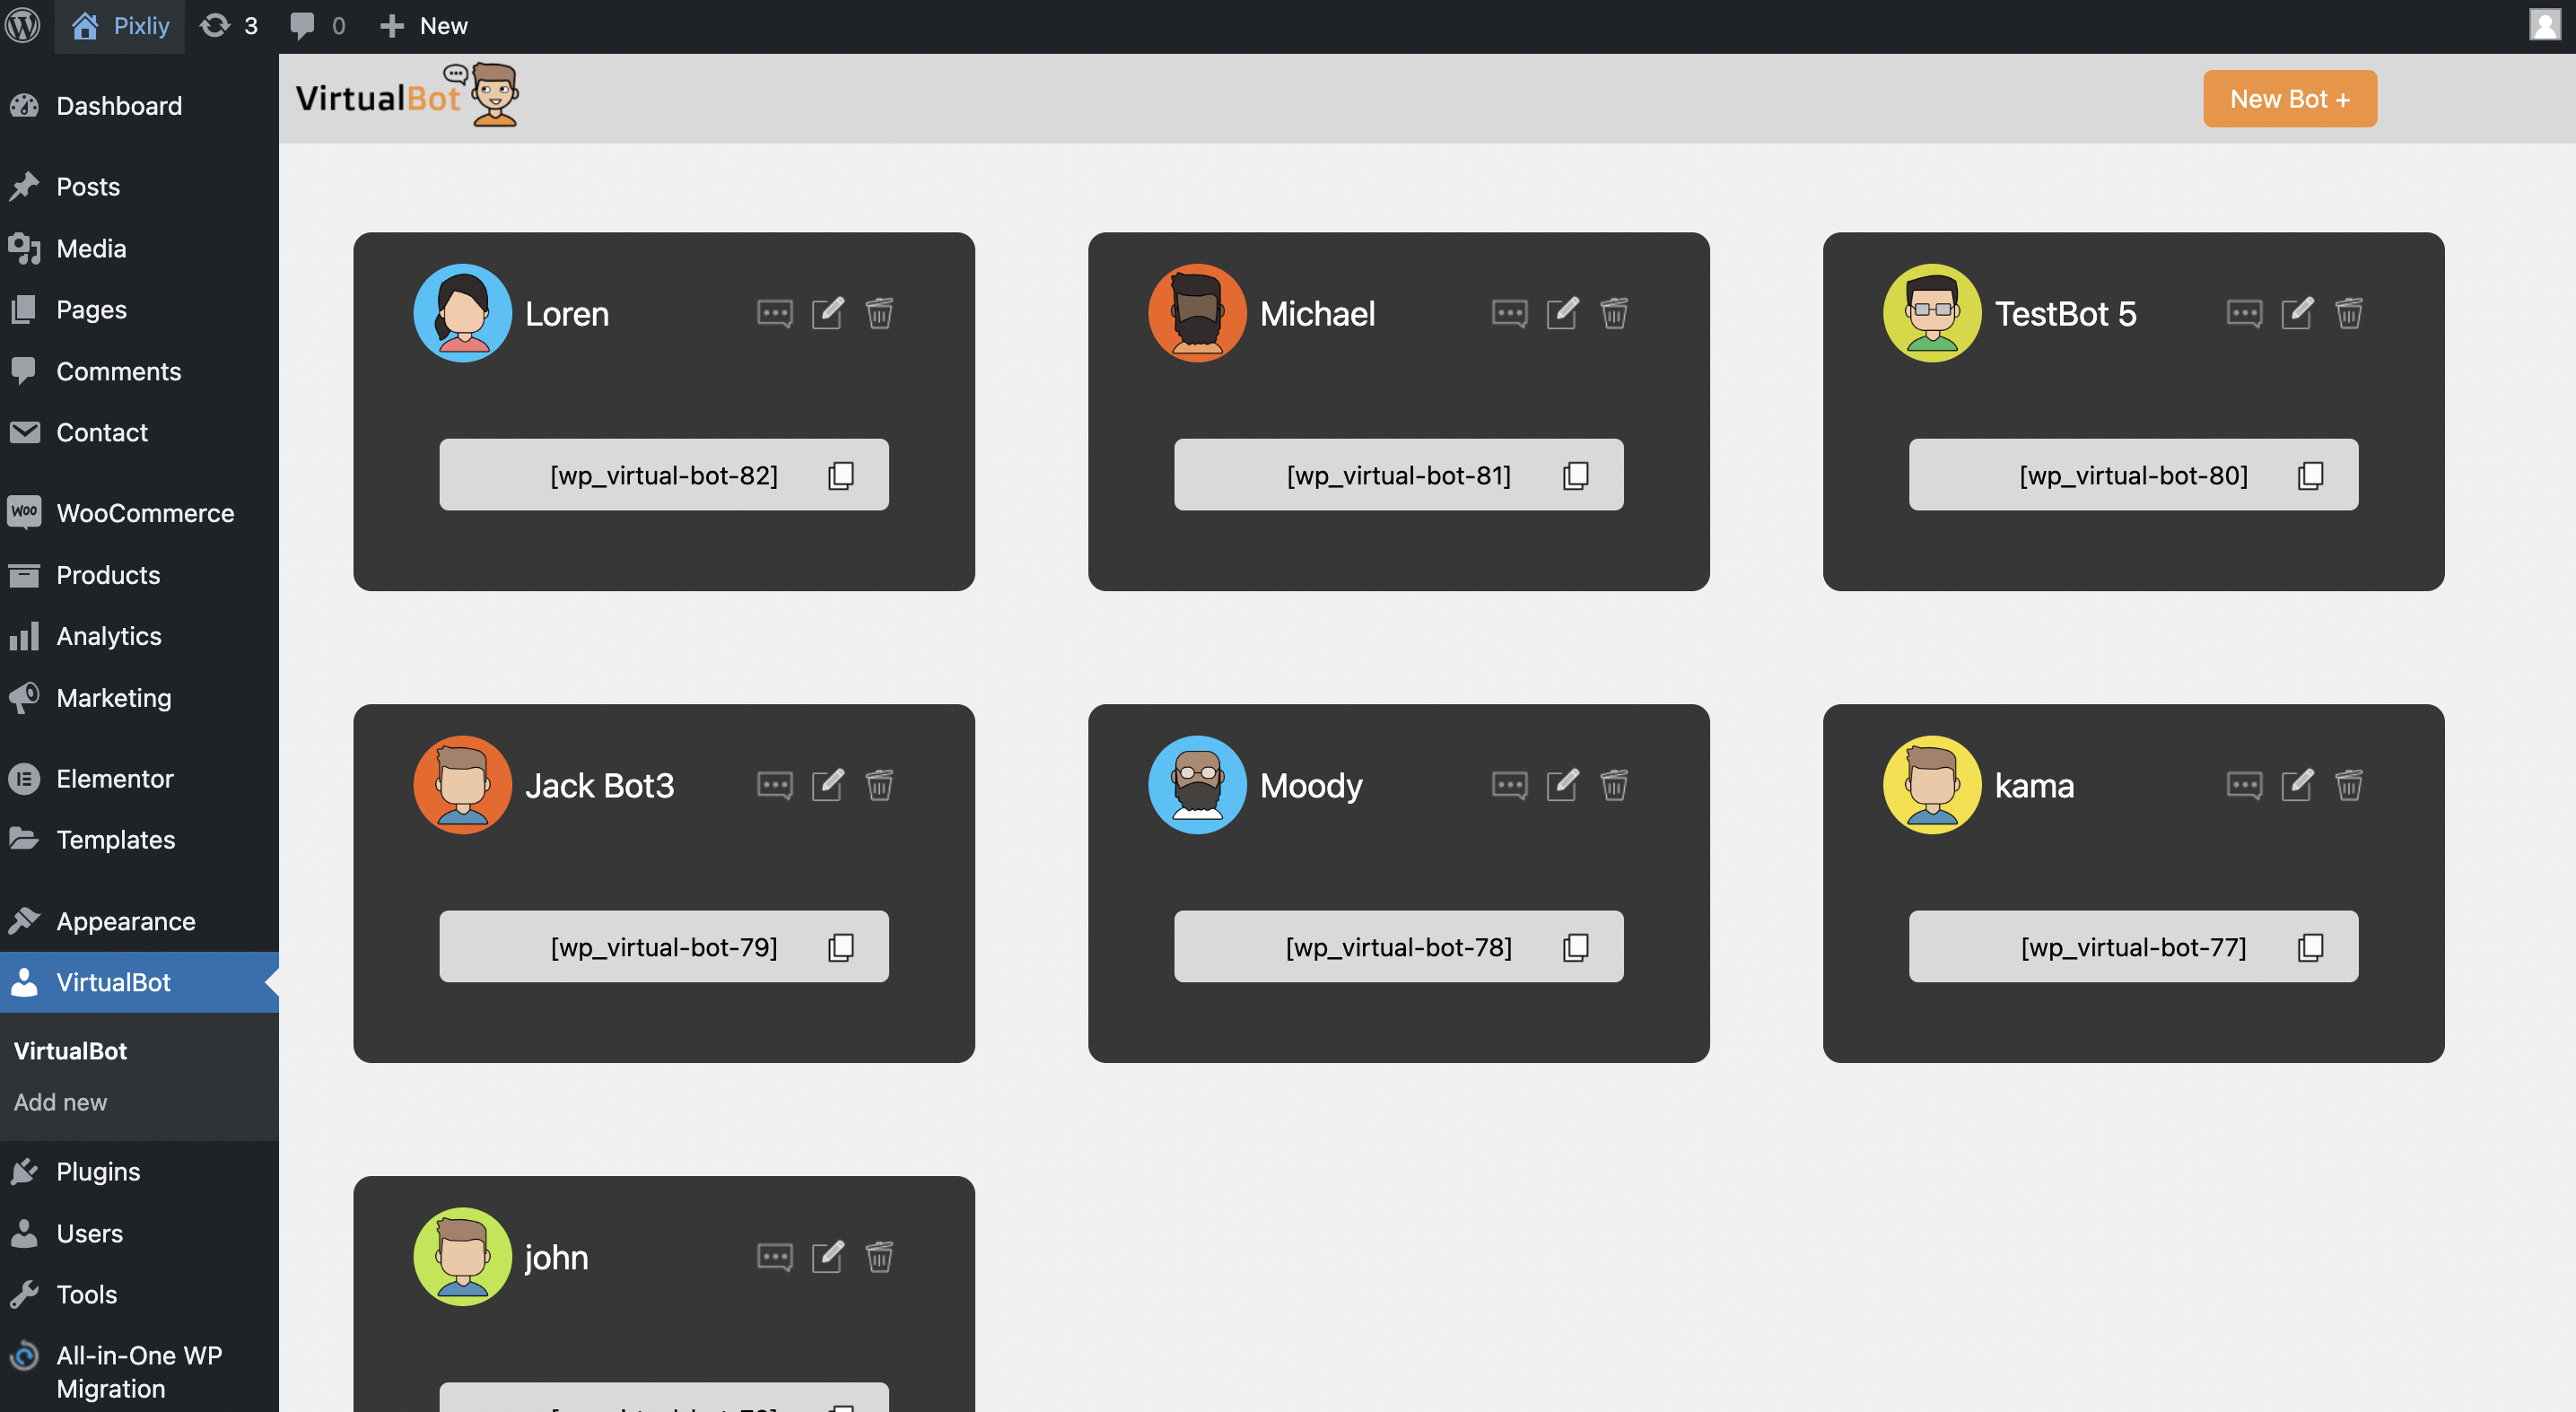 Pixliy 3 0 New
Dashboard
Posts
Media
Pages
Comments
Contact
Woo WooCommerce
Products
Analytics
Marketing
Elementor
Templates
Appearance
VirtualBot
VirtualBot
Add new
Plugins
Users
Tools
All-in-One WP
Migration
VirtualBot
New Bot +
Loren
[wp_virtual-bot-82]
Michael
[wp_virtual-bot-81]
TestBot 5
[wp_virtual-bot-80]
Jack Bot3
[wp_virtual-bot-79]
Moody
[wp_virtual-bot-78]
kama
[wp_virtual-bot-77]
john